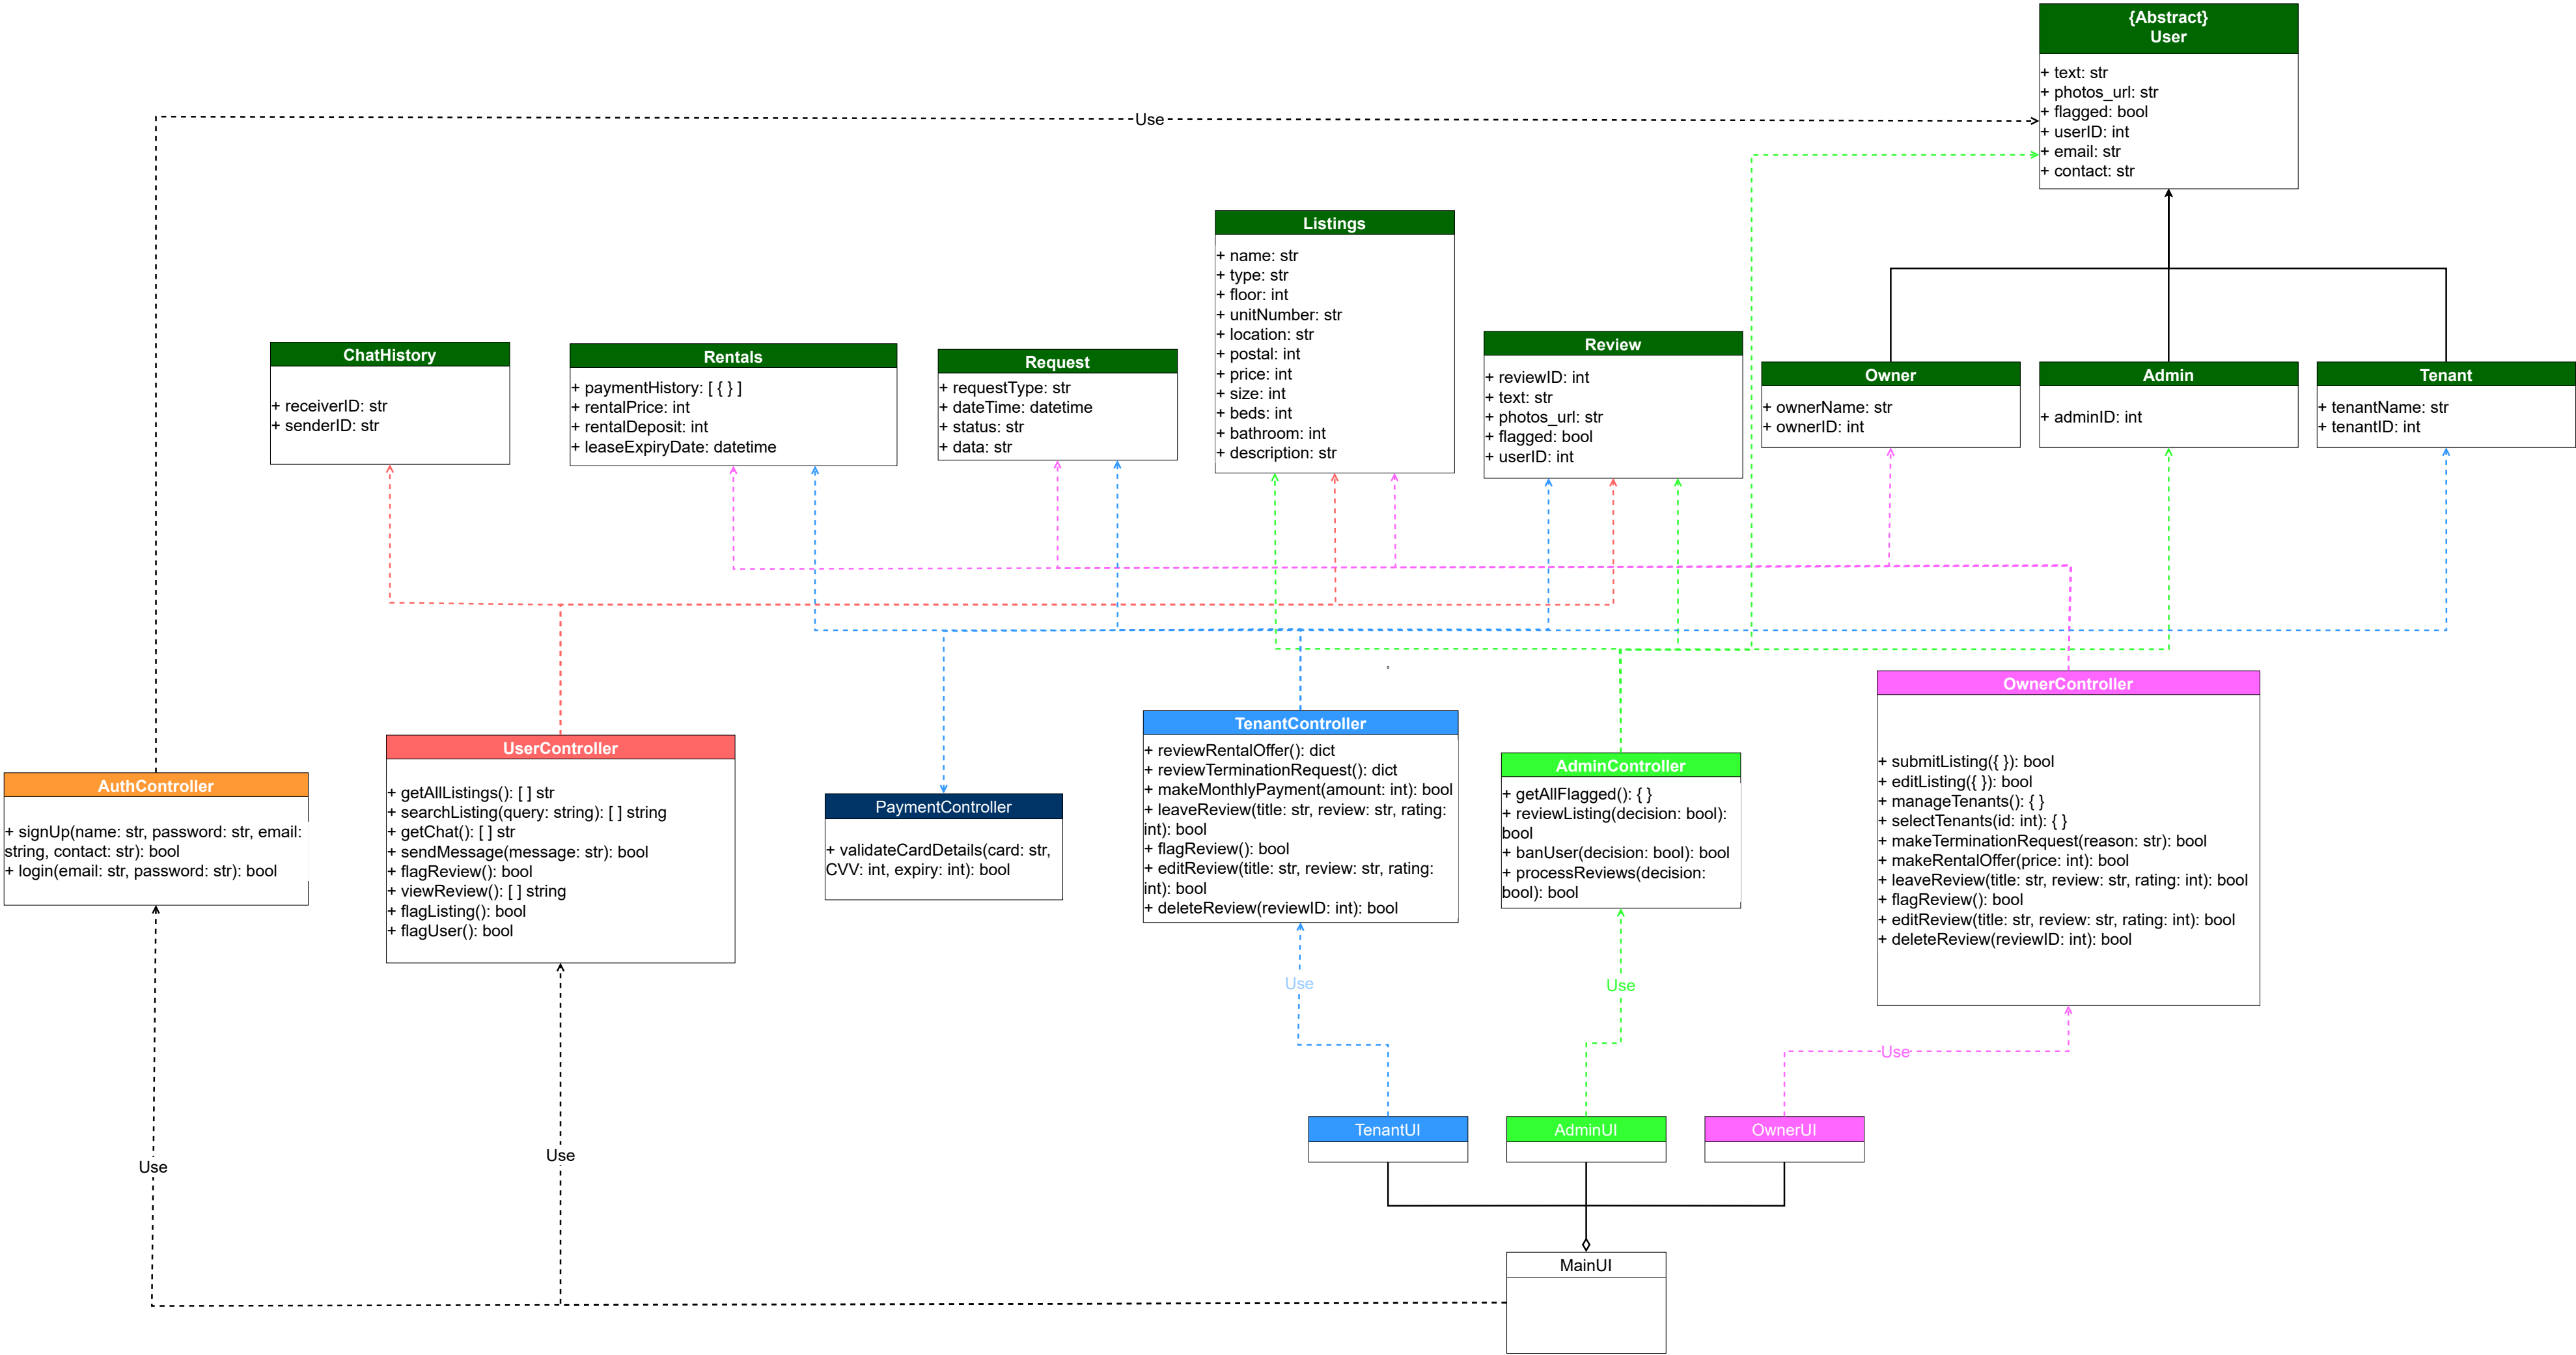 {Abstract}
User
+ text: str
+ photos_url: str
+ flagged: bool
+ userID: int
+ email: str
+ contact: str
Use
Listings
+ name: str
+ type: str
+ floor: int
+ unitNumber: str
+ location: str
+ postal: int
+ price: int
+ size: int
+ beds: int
+ bathroom: int
+ description: str
ChatHistory
+ receiverID: str
+ senderID: str
Rentals
+ paymentHistory: [ { } ]
+ rentalPrice: int
+ rentalDeposit: int
+ leaseExpiryDate: datetime
Request
+ requestType: str
+ dateTime: datetime
+ status: str
+ data: str
Review
+ reviewID: int
+ text: str
+ photos_url: str
+ flagged: bool
+ userID: int
Owner
+ ownerName: str
+ ownerID: int
Admin
+ adminID: int
Tenant
+ tenantName: str
+ tenantID: int
AuthController
+ signUp(name: str, password: str, email:
string, contact: str): bool
+ login(email: str, password: str): bool
UserController
+ getAllListings(): [ ] str
+ searchListing(query: string): [ ] string
+ getChat(): [ ] str
+ sendMessage(message: str): bool
+ flagReview(): bool
+ viewReview(): [ ] string
+ flagListing(): bool
+ flagUser(): bool
PaymentController
+ validateCardDetails(card: str,
CVV: int, expiry: int): bool
TenantController
+ reviewRentalOffer(): dict
+ reviewTerminationRequest(): dict
+ makeMonthlyPayment(amount: int): bool
+ leaveReview(title: str, review: str, rating:
int): bool
+ flagReview(): bool
+ editReview(title: str, review: str, rating:
int): bool
+ deleteReview(reviewID: int): bool
AdminController
+ getAllFlagged(): { }
+ reviewListing(decision: bool):
bool
+ banUser(decision: bool): bool
+ processReviews(decision:
bool): bool
OwnerController
+ submitListing({ }): bool
+ editListing({ }): bool
+ manageTenants(): { }
+ selectTenants(id: int): { }
+ makeTerminationRequest(reason: str): bool
+ makeRentalOffer(price: int): bool
+ leaveReview(title: str, review: str, rating: int): bool
+ flagReview(): bool
+ editReview(title: str, review: str, rating: int): bool
+ deleteReview(reviewID: int): bool
Use
Use
Use
Use
Use
TenantUI
AdminUI
OwnerUI
MainUI